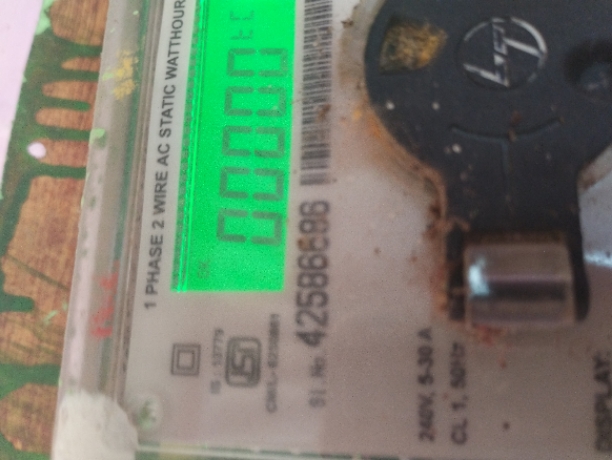 1 PHASE 2 WIRE AC STATIC WATTHOUR
00000
IS : 13779
CM/L-
Sl.No. 42586686
240V, 5-30 A
CL 1, 50Hz
DISPLAY